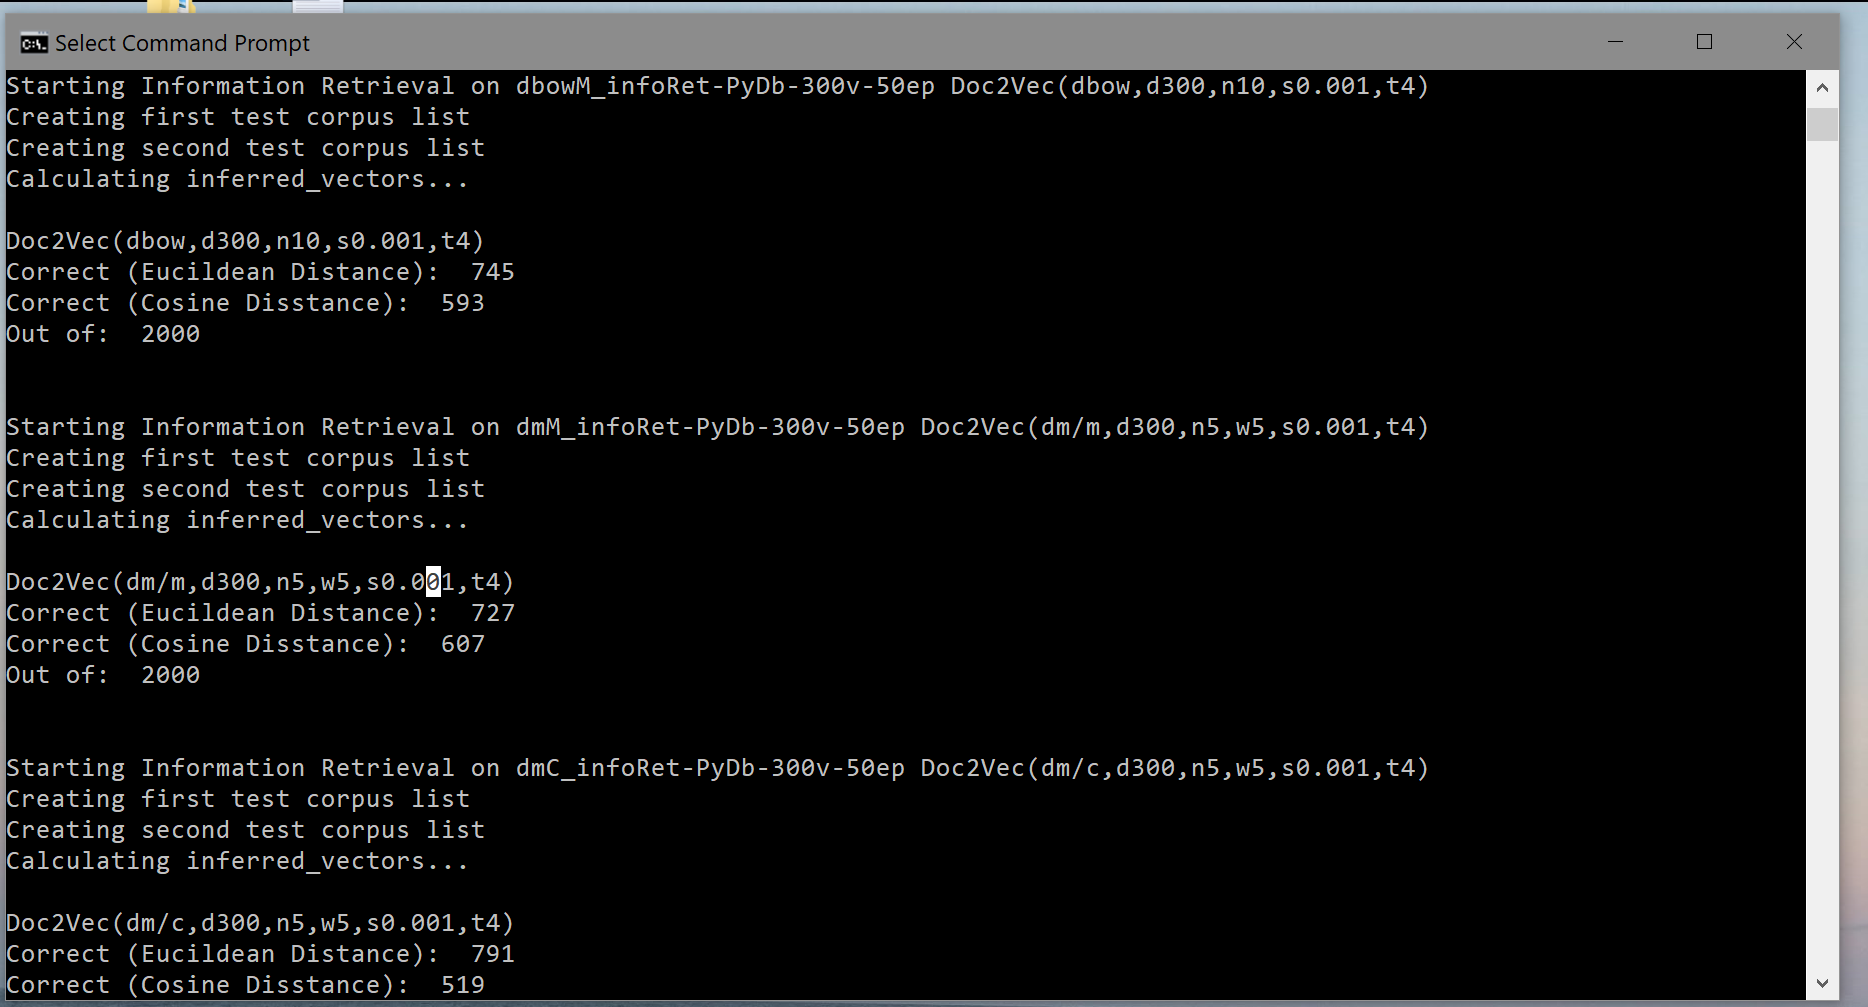 Select Command Prompt
Starting Information Retrieval on dbowM_infoRet-PyDb-300v-50ep Doc2Vec(dbow,d300,n10,s0.001,t4)
Creating first test corpus list
Creating second test corpus list
Calculating inferred_vectors...
Doc2Vec(dbow,d300,n10,s0.001,t4)
Correct (Eucildean Distance):  745
Correct (Cosine Disstance):  593
Out of:  2000
Starting Information Retrieval on dmM_infoRet-PyDb-300v-50ep Doc2Vec(dm/m,d300,n5,w5,s0.001,t4)
Creating first test corpus list
Creating second test corpus list
Calculating inferred_vectors...
Doc2Vec(dm/m,d300,n5,w5,s0.001,t4)
Correct (Eucildean Distance):  727
Correct (Cosine Disstance):  607
Out of:  2000
Starting Information Retrieval on dmC_infoRet-PyDb-300v-50ep Doc2Vec(dm/c,d300,n5,w5,s0.001,t4)
Creating first test corpus list
Creating second test corpus list
Calculating inferred_vectors...
Doc2Vec(dm/c,d300,n5,w5,s0.001,t4)
Correct (Eucildean Distance):  791
Correct (Cosine Disstance):  519